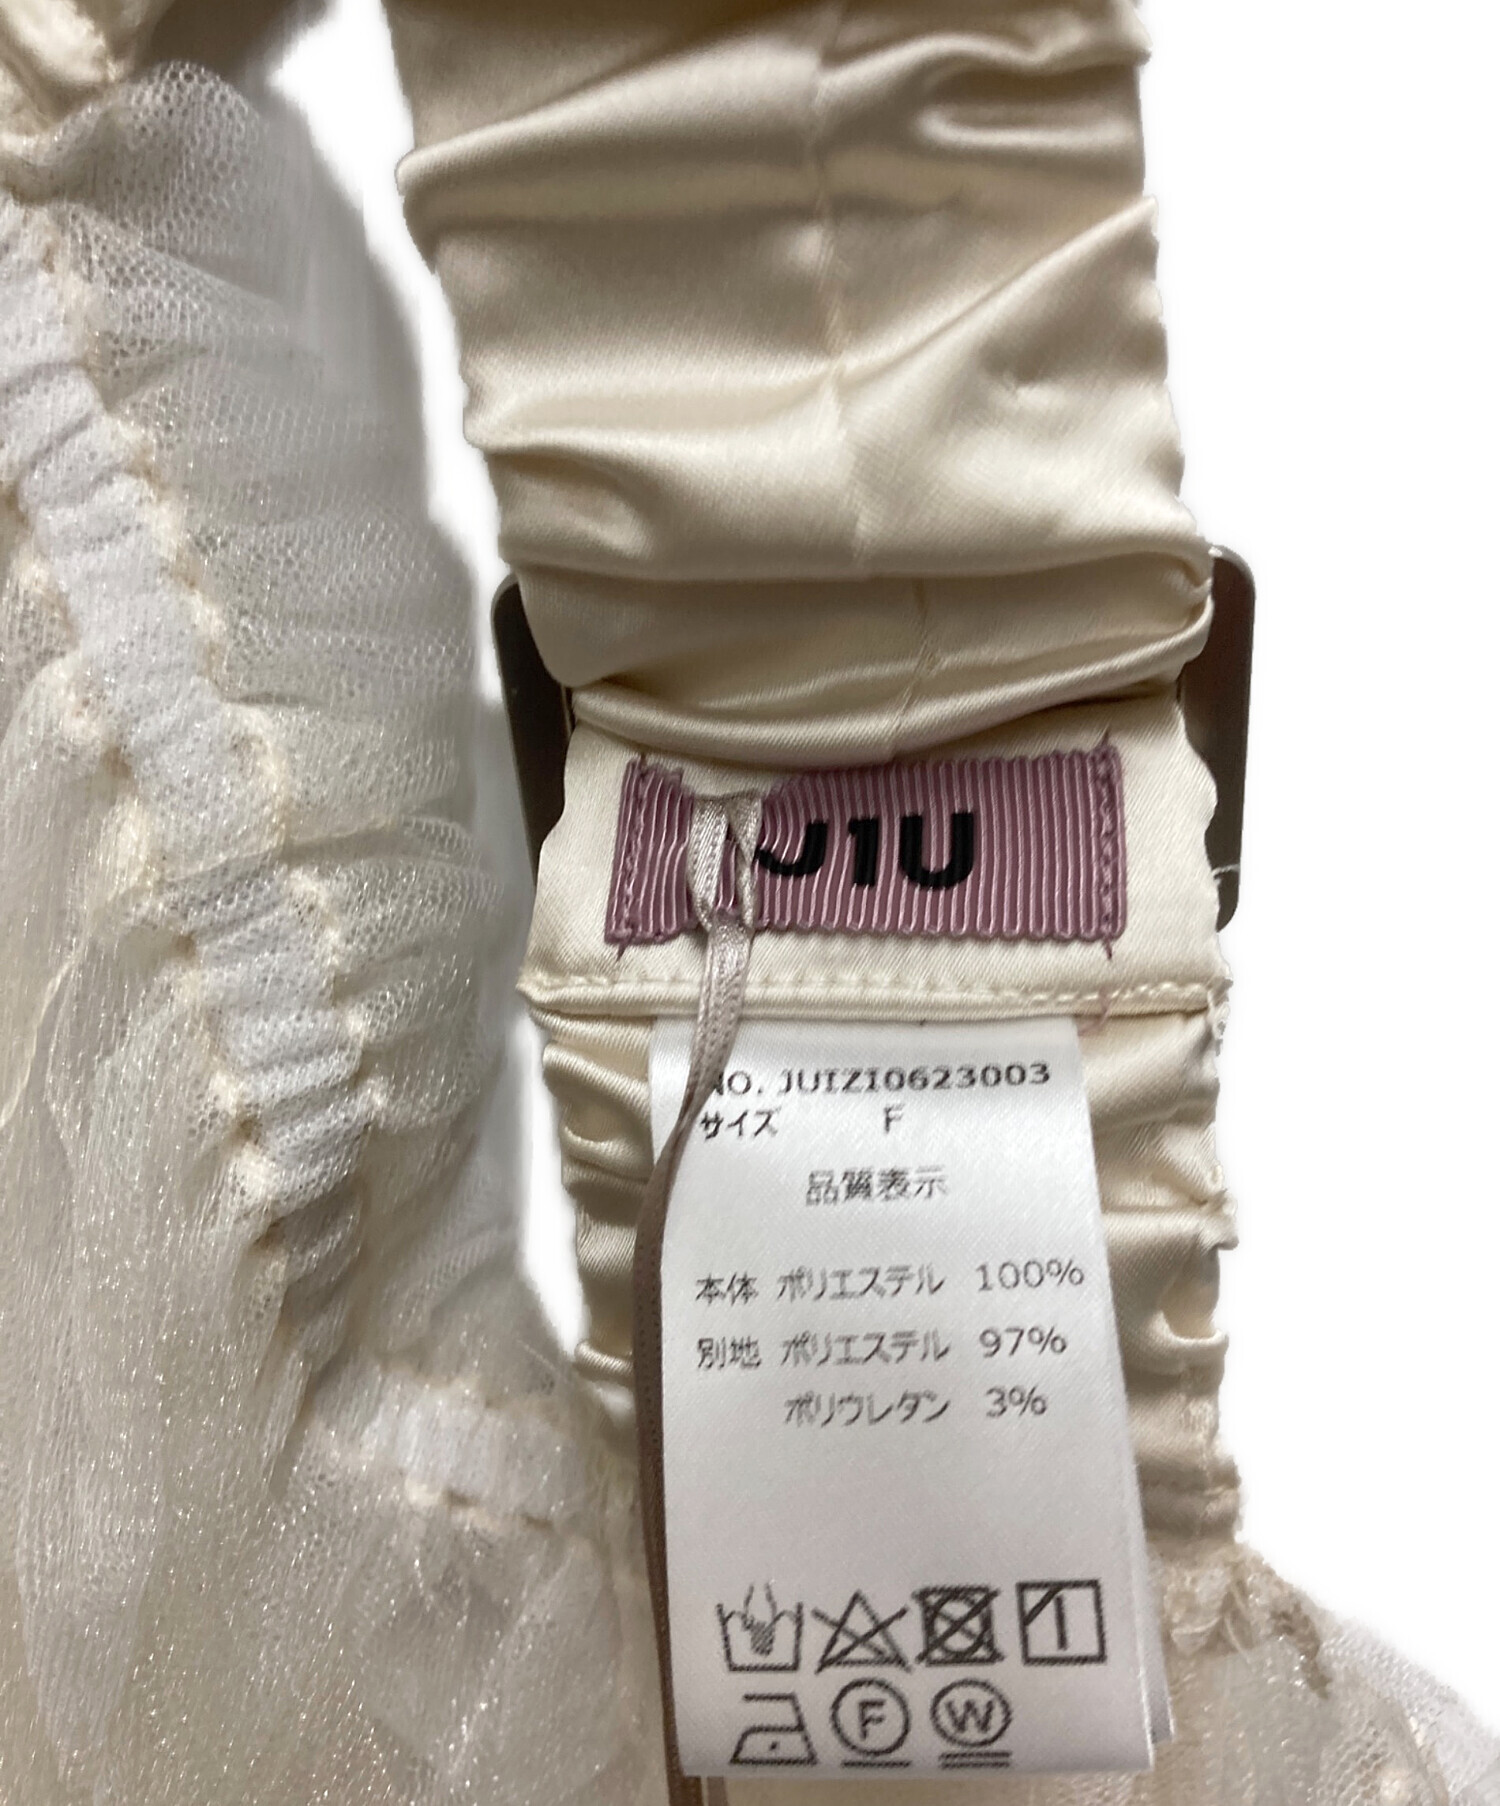 J1U
NO. JUIZ10623003
サイズ F
品質表示
本体 ポリエステル 100%
別地 ポリエステル 97%
ポリウレタン 3%
F W